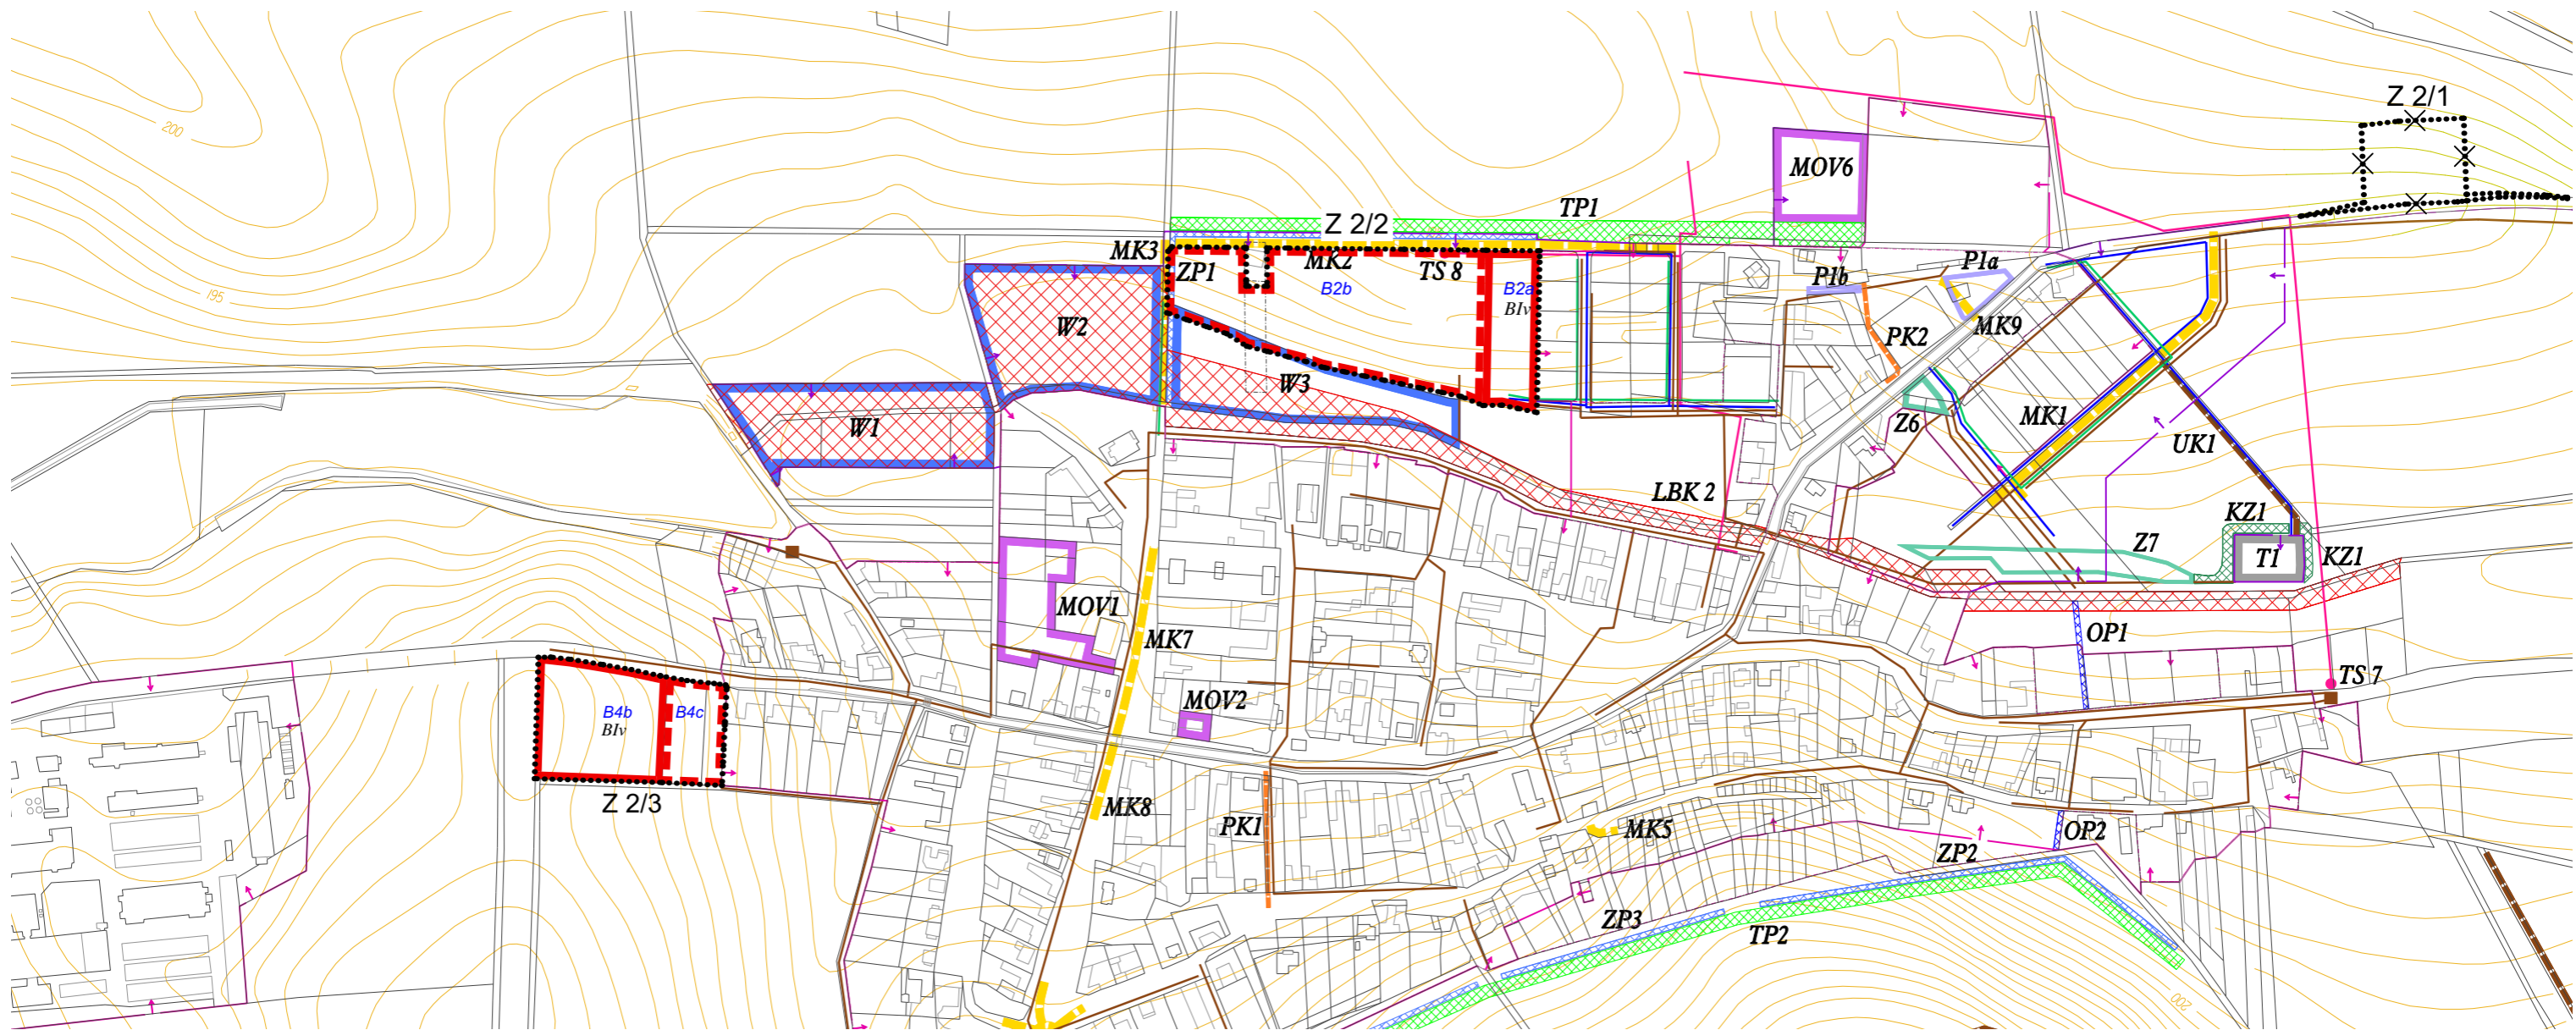 Z 2/1
200
MOV6
TP1
Z 2/2
MK3
ZP1
MK2
TS 8
P1a
P1b
B2b
B2a
BIv
195
W2
MK9
PK2
W3
MK1
Z6
W1
UK1
LBK 2
KZ1
Z7
T1
KZ1
MOV1
OP1
MK7
TS 7
MOV2
B4b
B4c
BIv
Z 2/3
MK8
PK1
MK5
OP2
ZP2
ZP3
TP2
200